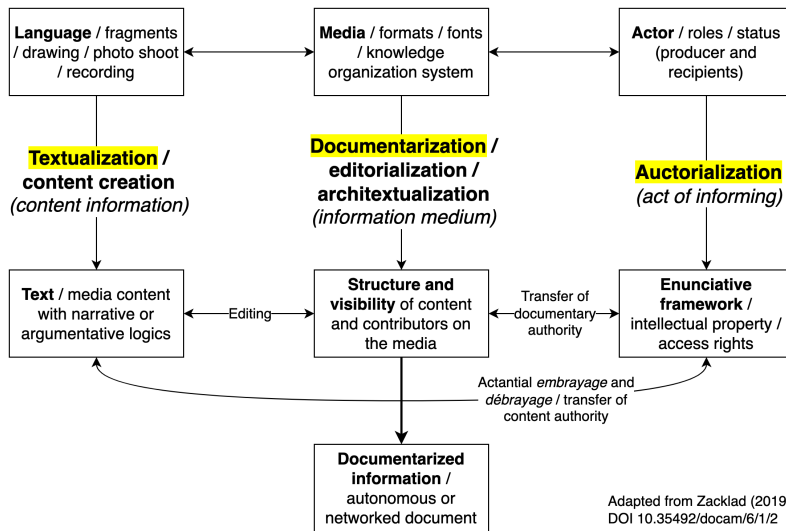 Language / fragments
/ drawing / photo shoot
/ recording
Media / formats / fonts
/ knowledge
organization system
Actor / roles / status
(producer and
recipients)
Textualization /
content creation
(content information)
Documentarization /
editorialization /
architextualization
(information medium)
Auctorialization
(act of informing)
Text / media content
with narrative or
argumentative logics
Editing
Structure and
visibility of content
and contributors on
the media
Transfer of
documentary
authority
Enunciative
framework /
intellectual property /
access rights
Actantial embrayage and
débrayage / transfer of
content authority
Documentarized
information /
autonomous or
networked document
Adapted from Zacklad (2019
DOI 10.35492/docam/6/1/2